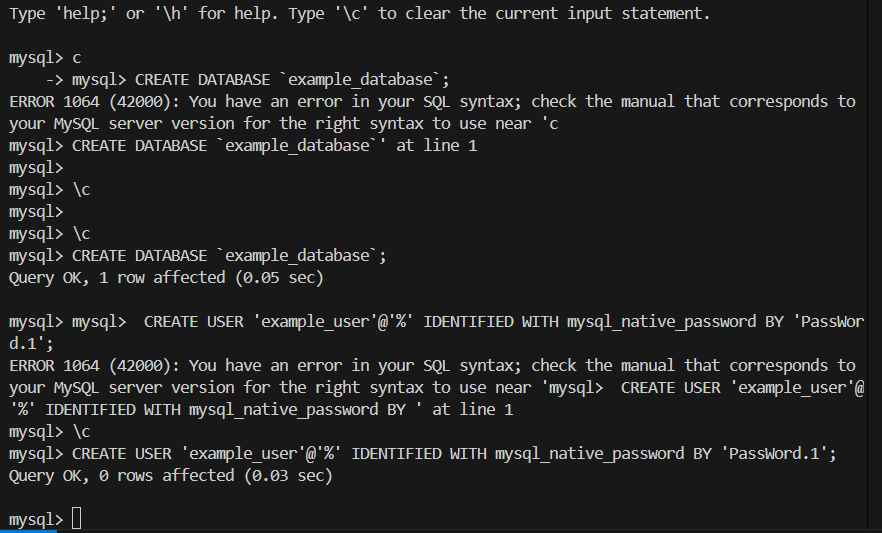 Type 'help;' or '\h' for help. Type '\c' to clear the current input statement.
mysql> c
    -> mysql> CREATE DATABASE `example_database`;
ERROR 1064 (42000): You have an error in your SQL syntax; check the manual that corresponds to
your MySQL server version for the right syntax to use near 'c
mysql> CREATE DATABASE `example_database`' at line 1
mysql>
mysql> \c
mysql>
mysql> \c
mysql> CREATE DATABASE `example_database`;
Query OK, 1 row affected (0.05 sec)
mysql> mysql>  CREATE USER 'example_user'@'%' IDENTIFIED WITH mysql_native_password BY 'PassWor
d.1';
ERROR 1064 (42000): You have an error in your SQL syntax; check the manual that corresponds to
your MySQL server version for the right syntax to use near 'mysql>  CREATE USER 'example_user'@
'%' IDENTIFIED WITH mysql_native_password BY ' at line 1
mysql> \c
mysql> CREATE USER 'example_user'@'%' IDENTIFIED WITH mysql_native_password BY 'PassWord.1';
Query OK, 0 rows affected (0.03 sec)
mysql>